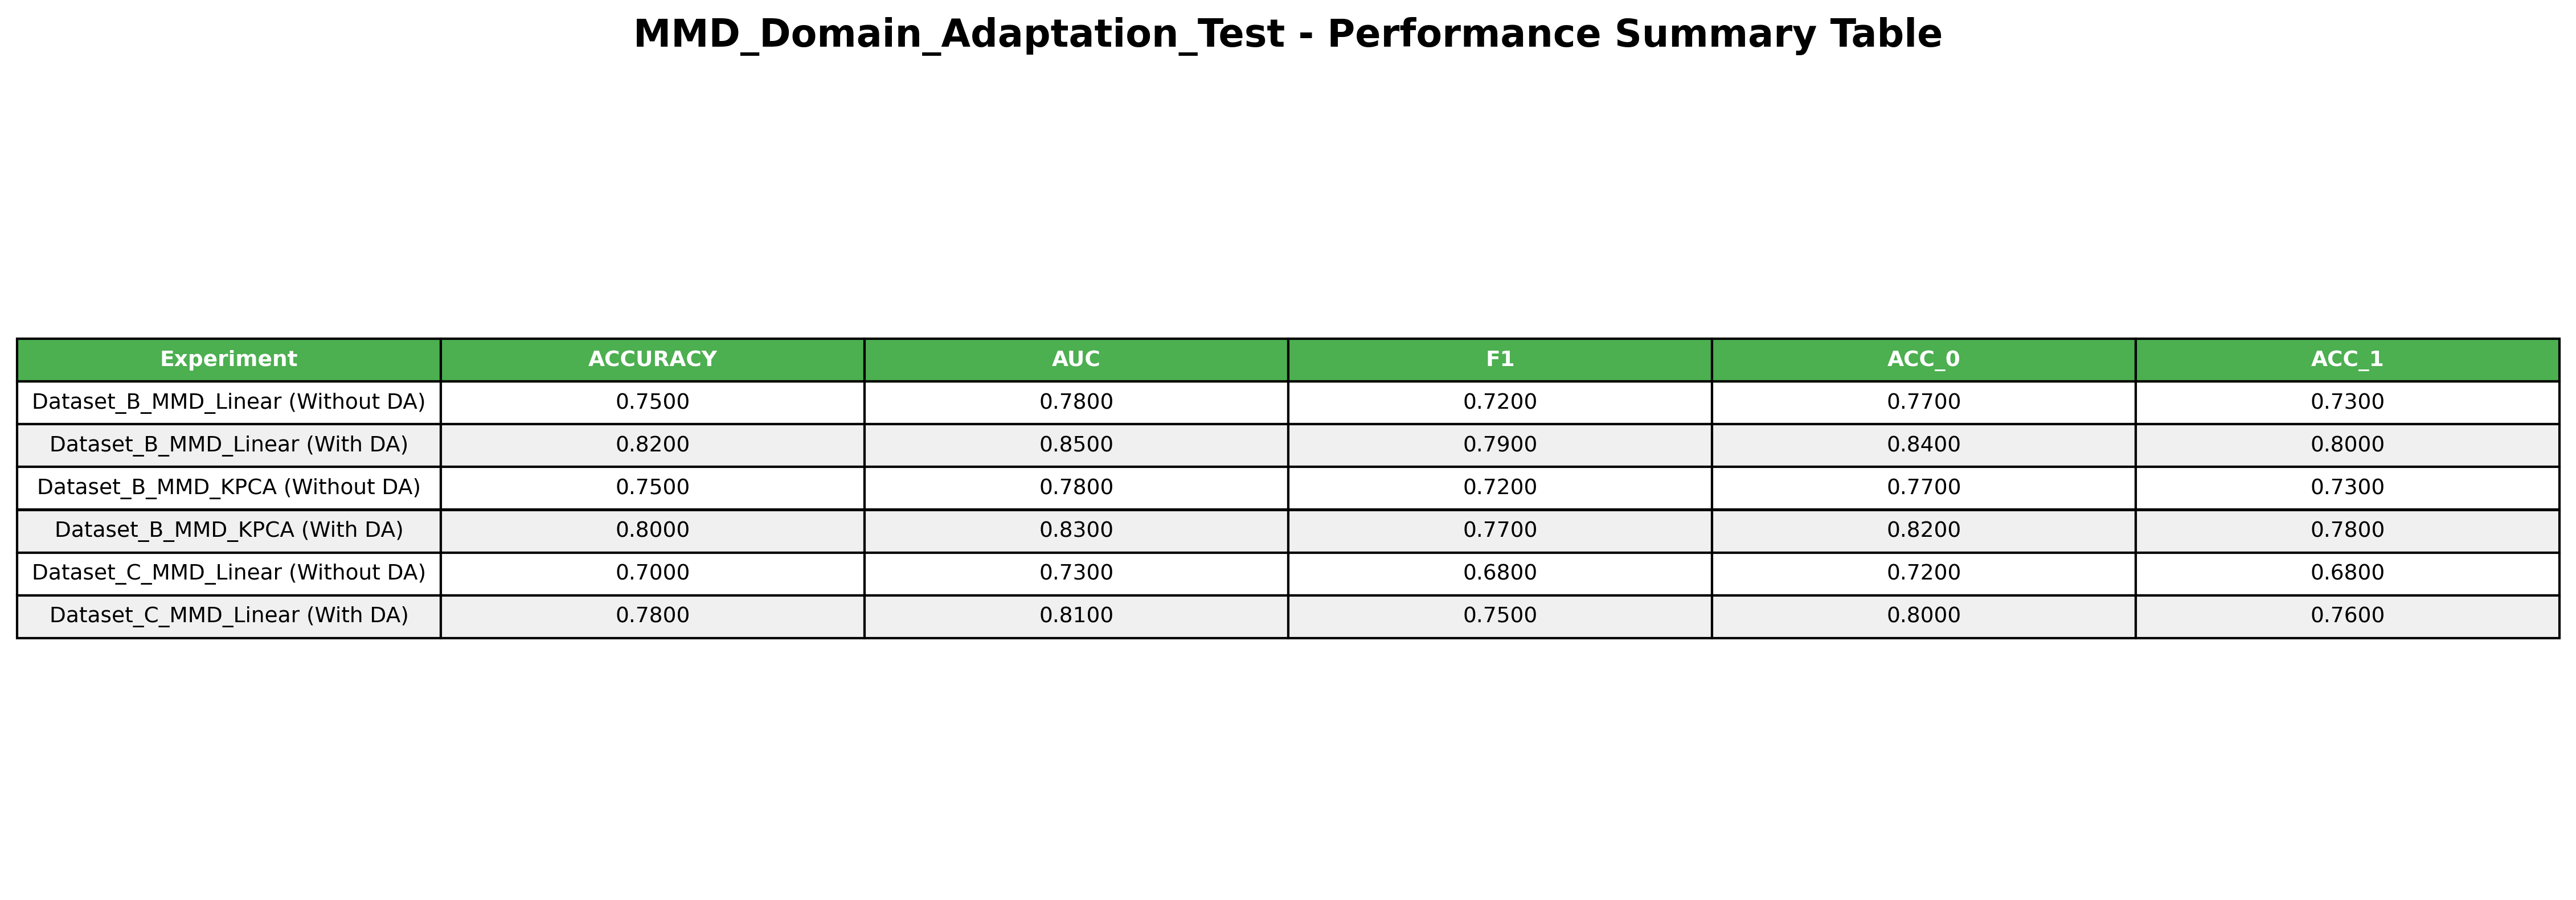 MMD_Domain_Adaptation_Test - Performance Summary Table
Experiment ACCURACY AUC F1 ACC_0 ACC_1
Dataset_B_MMD_Linear (Without DA) 0.7500 0.7800 0.7200 0.7700 0.7300
Dataset_B_MMD_Linear (With DA) 0.8200 0.8500 0.7900 0.8400 0.8000
Dataset_B_MMD_KPCA (Without DA) 0.7500 0.7800 0.7200 0.7700 0.7300
Dataset_B_MMD_KPCA (With DA) 0.8000 0.8300 0.7700 0.8200 0.7800
Dataset_C_MMD_Linear (Without DA) 0.7000 0.7300 0.6800 0.7200 0.6800
Dataset_C_MMD_Linear (With DA) 0.7800 0.8100 0.7500 0.8000 0.7600